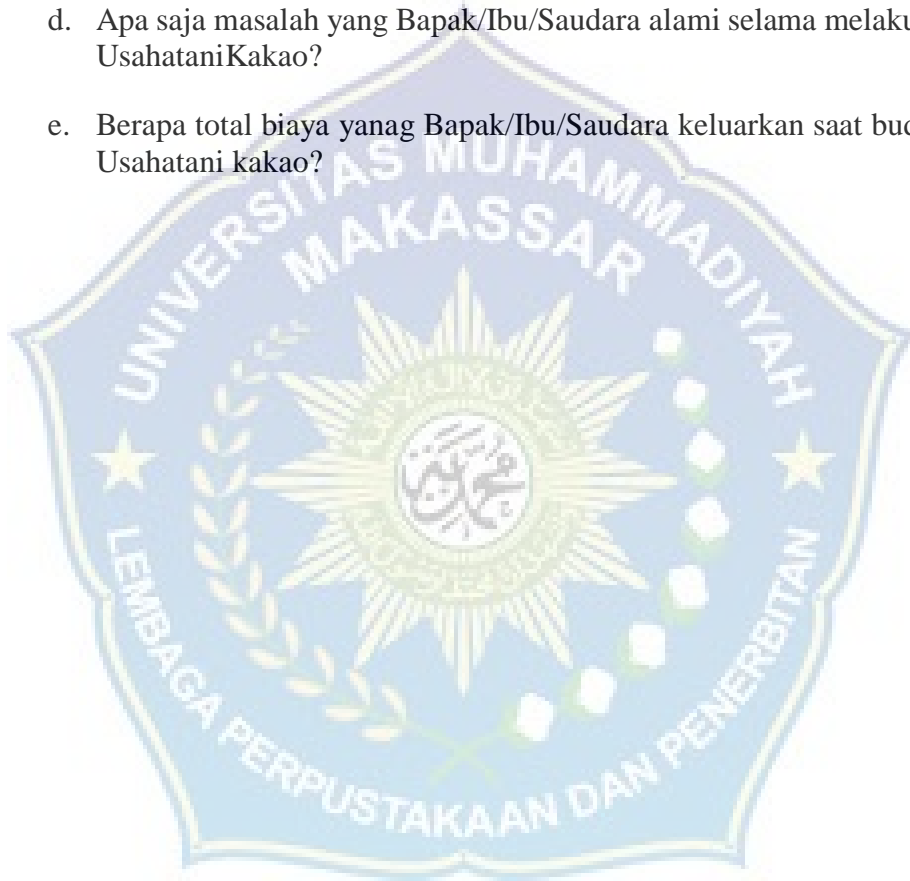 d. Apa saja masalah yang Bapak/Ibu/Saudara alami selama melaku
UsahataniKakao?
e. Berapa total biaya yanag Bapak/Ibu/Saudara keluarkan saat bud
Usahatani kakao?
UNIVERSITAS MUHAMMADIYAH
MAKASSAR
محمدية
LEMBAGA PERPUSTAKAAN DAN PENERBITAN